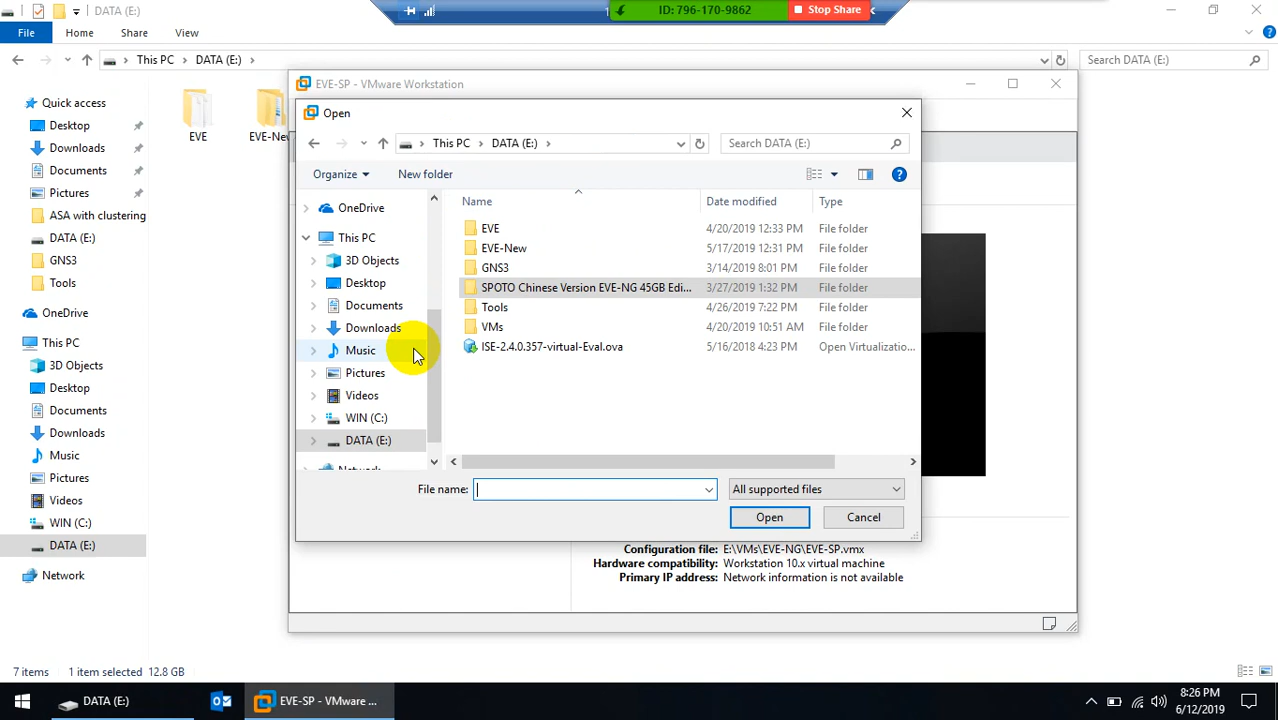 DATA (E:)
ID: 796-170-9862
Stop Share
File
Home
Share
View
This PC
DATA (E:)
Search DATA (E:)
Quick access
Desktop
Downloads
Documents
Pictures
ASA with clustering
DATA (E:)
GNS3
Tools
OneDrive
This PC
3D Objects
Desktop
Documents
Downloads
Music
Pictures
Videos
WIN (C:)
DATA (E:)
Network
EVE
EVE-New
EVE-SP - VMware Workstation
Open
This PC
DATA (E:)
Search DATA (E:)
Organize
New folder
OneDrive
This PC
3D Objects
Desktop
Documents
Downloads
Music
Pictures
Videos
WIN (C:)
DATA (E:)
Network
Name Date modified Type
EVE 4/20/2019 12:33 PM File folder
EVE-New 5/17/2019 12:31 PM File folder
GNS3 3/14/2019 8:01 PM File folder
SPOTO Chinese Version EVE-NG 45GB Edi... 3/27/2019 1:32 PM File folder
Tools 4/26/2019 7:22 PM File folder
VMs 4/20/2019 10:51 AM File folder
ISE-2.4.0.357-virtual-Eval.ova 5/16/2018 4:23 PM Open Virtualizatio...
File name:
All supported files
Open
Cancel
Configuration file: E:\VMs\EVE-NG\EVE-SP.vmx
Hardware compatibility: Workstation 10.x virtual machine
Primary IP address: Network information is not available
7 items 1 item selected 12.8 GB
DATA (E:)
EVE-SP - VMware ...
8:26 PM
6/12/2019